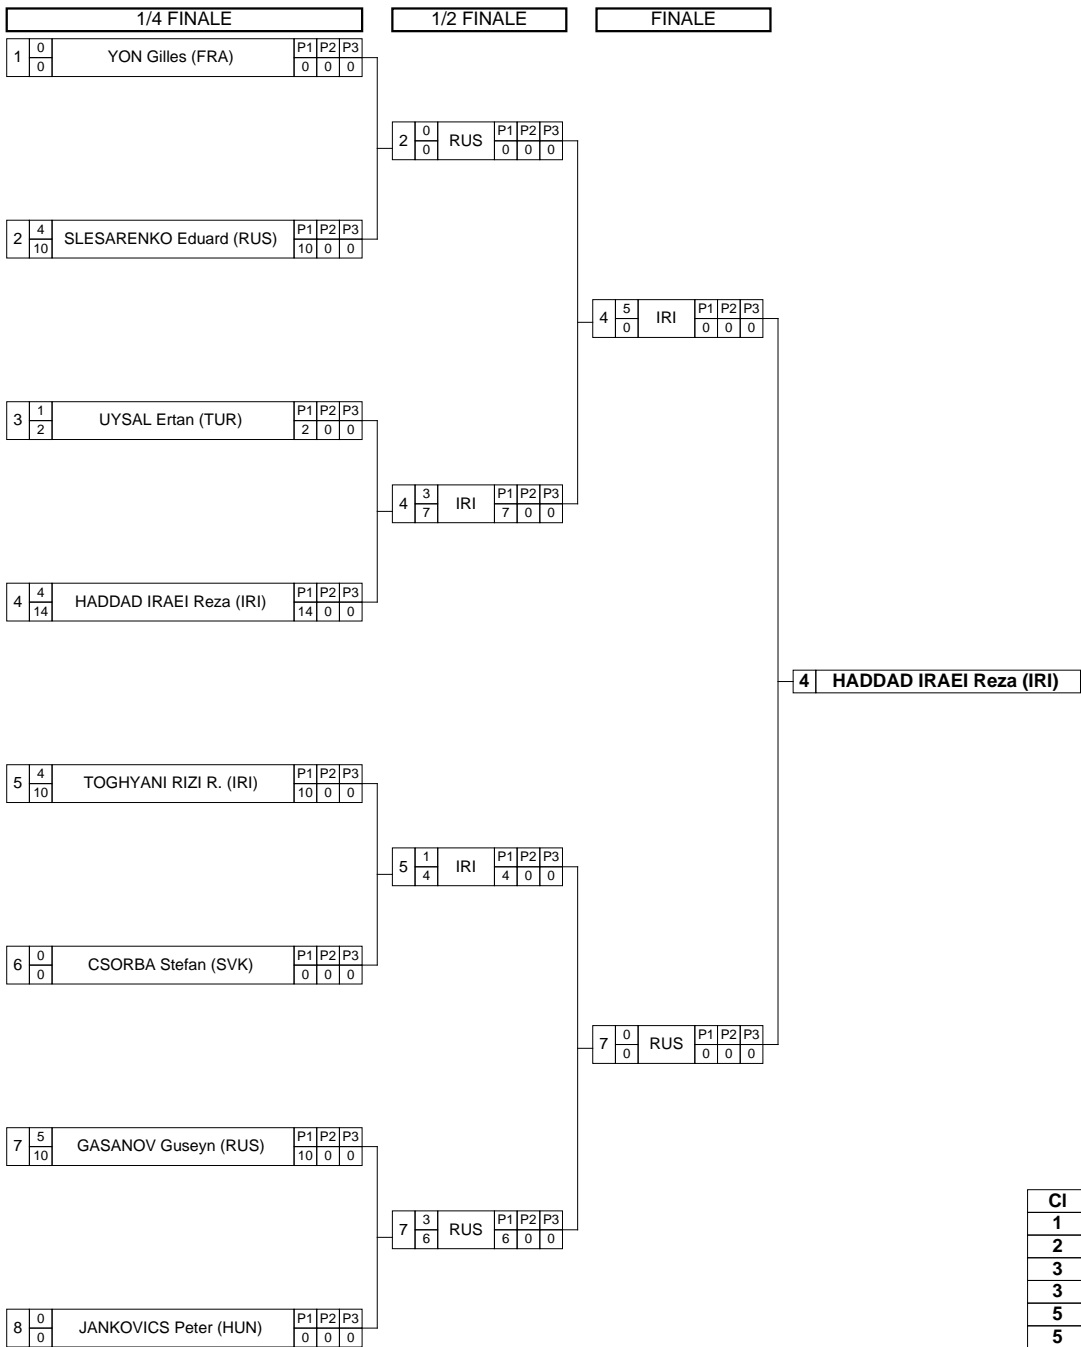 1/4 FINALE 1/2 FINALE FINALE
1 0 0 YON Gilles (FRA) P1 P2 P3 0 0 0
2 0 0 RUS P1 P2 P3 0 0 0
2 4 10 SLESARENKO Eduard (RUS) P1 P2 P3 10 0 0
4 5 0 IRI P1 P2 P3 0 0 0
3 1 2 UYSAL Ertan (TUR) P1 P2 P3 2 0 0
4 3 7 IRI P1 P2 P3 7 0 0
4 4 14 HADDAD IRAEI Reza (IRI) P1 P2 P3 14 0 0
4 HADDAD IRAEI Reza (IRI)
5 4 10 TOGHYANI RIZI R. (IRI) P1 P2 P3 10 0 0
5 1 4 IRI P1 P2 P3 4 0 0
6 0 0 CSORBA Stefan (SVK) P1 P2 P3 0 0 0
7 0 0 RUS P1 P2 P3 0 0 0
7 5 10 GASANOV Guseyn (RUS) P1 P2 P3 10 0 0
7 3 6 RUS P1 P2 P3 6 0 0
8 0 0 JANKOVICS Peter (HUN) P1 P2 P3 0 0 0
Cl
1
2
3
3
5
5